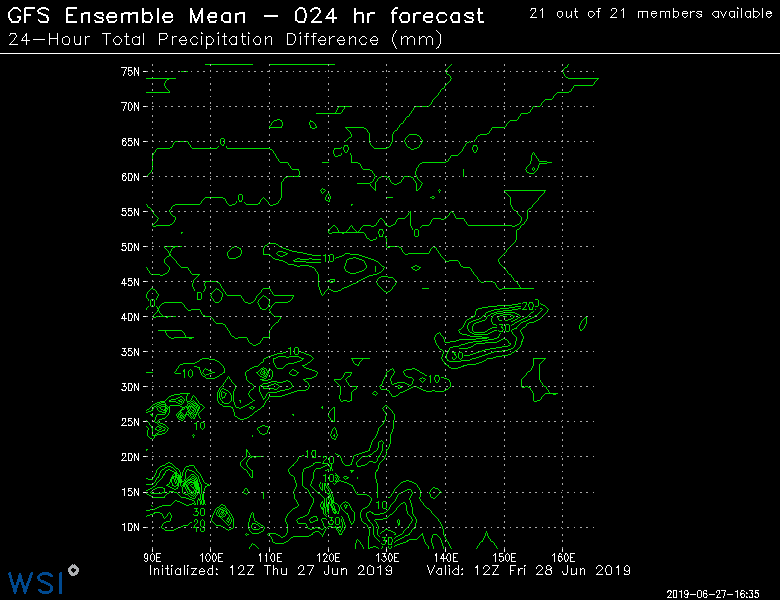 GFS Ensemble Mean – 024 hr forecast
21 out of 21 members available
24–Hour Total Precipitation Difference (mm)
75N
70N
65N
0
0
0
60N
0
55N
0
0
50N
10
45N
0
0
20
40N
30
35N
10
30
10
10
30N
25N
10
20N
10
20
10
15N
10
30
20
30
10N
10
30
90E 100E 110E 120E 130E 140E 150E 160E
Initialized: 12Z Thu 27 Jun 2019
Valid: 12Z Fri 28 Jun 2019
WSI
2019-06-27-16:35